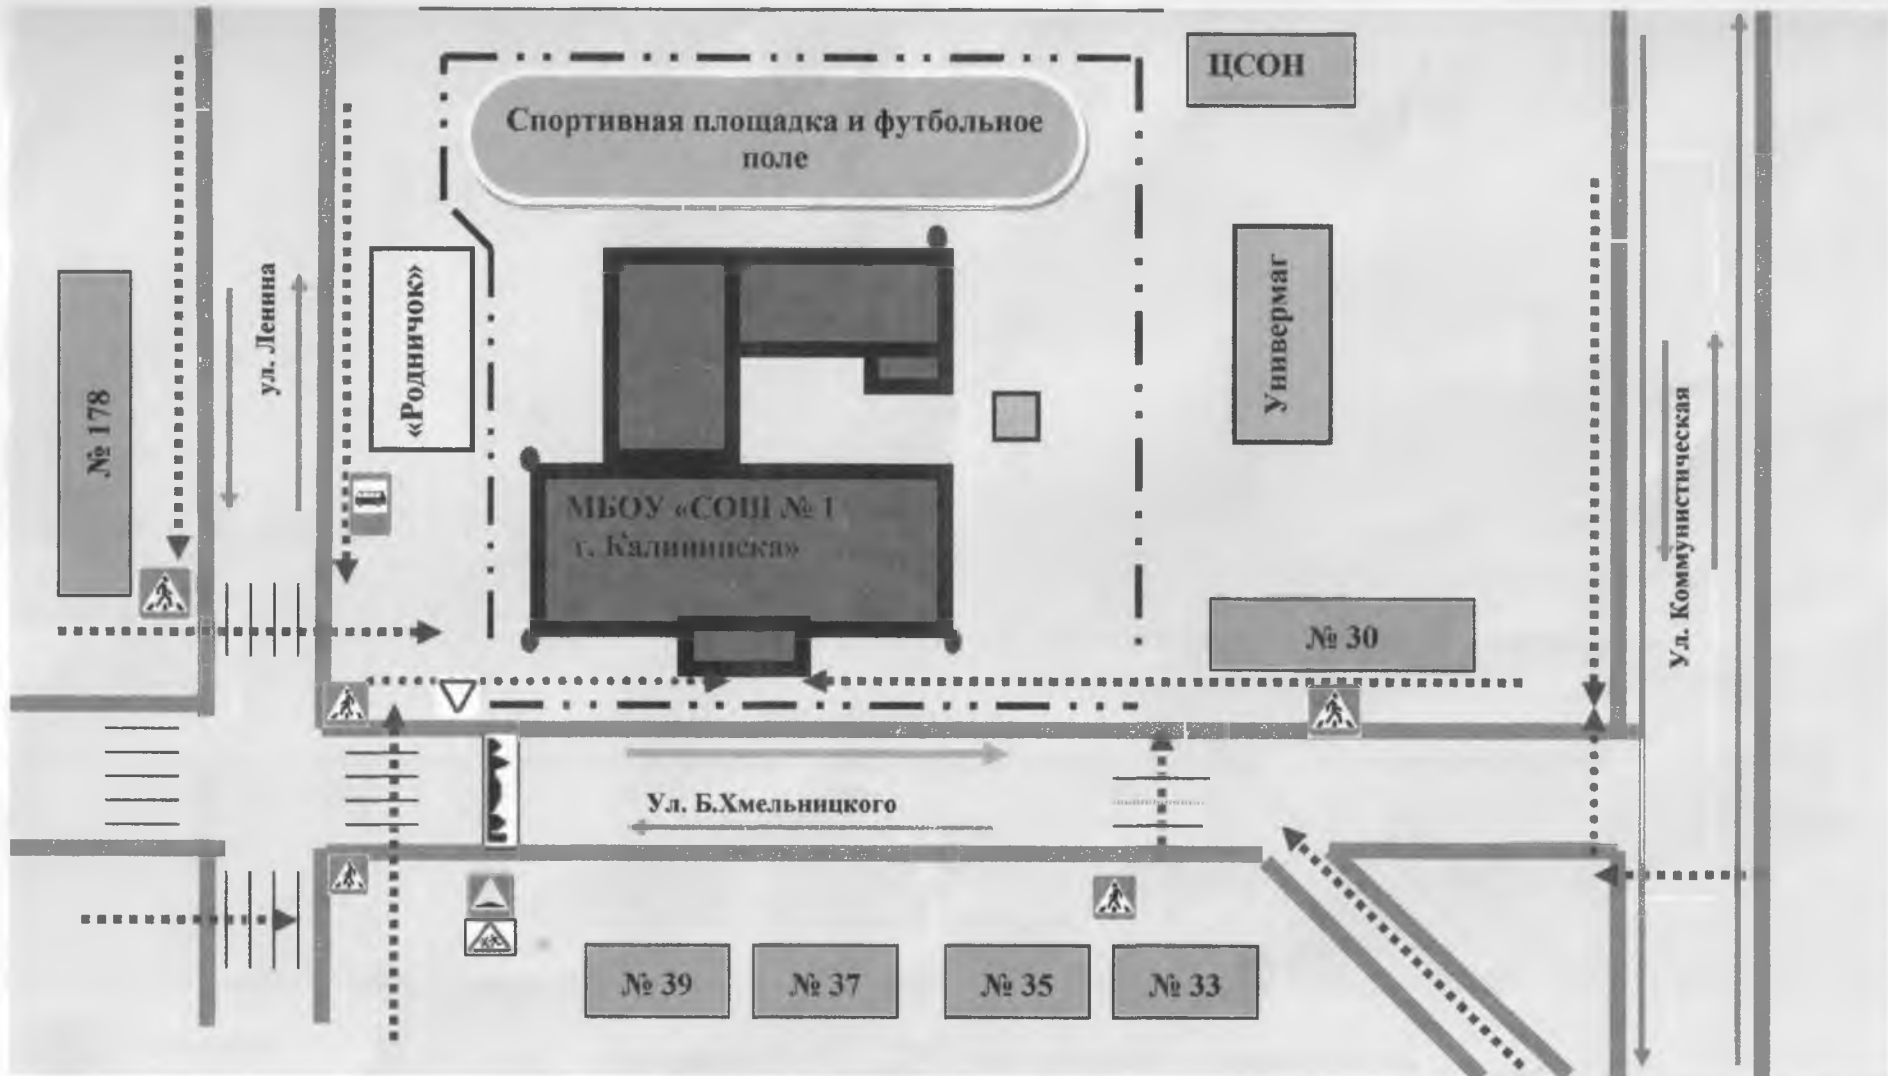 ЦСОН
Спортивная площадка и футбольное
поле
ул. Ленина
«Родничок»
Универмаг
№ 178
Ул. Коммунистическая
МБОУ «СОШ № 1
г. Калининска»
№ 30
Ул. Б.Хмельницкого
№ 39
№ 37
№ 35
№ 33